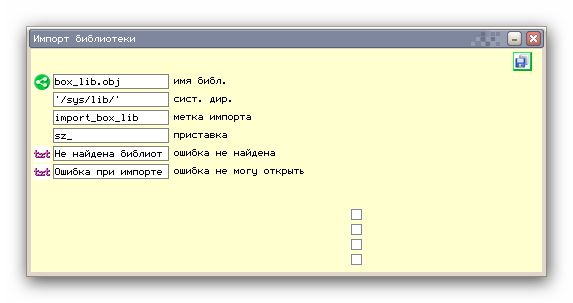 Импорт библиотеки
box_lib.obj имя библ.
'/sys/lib/' сист. дир.
import_box_lib метка импорта
sz_ приставка
txt Не найдена библиот ошибка не найдена
txt Ошибка при импорте ошибка не могу открыть